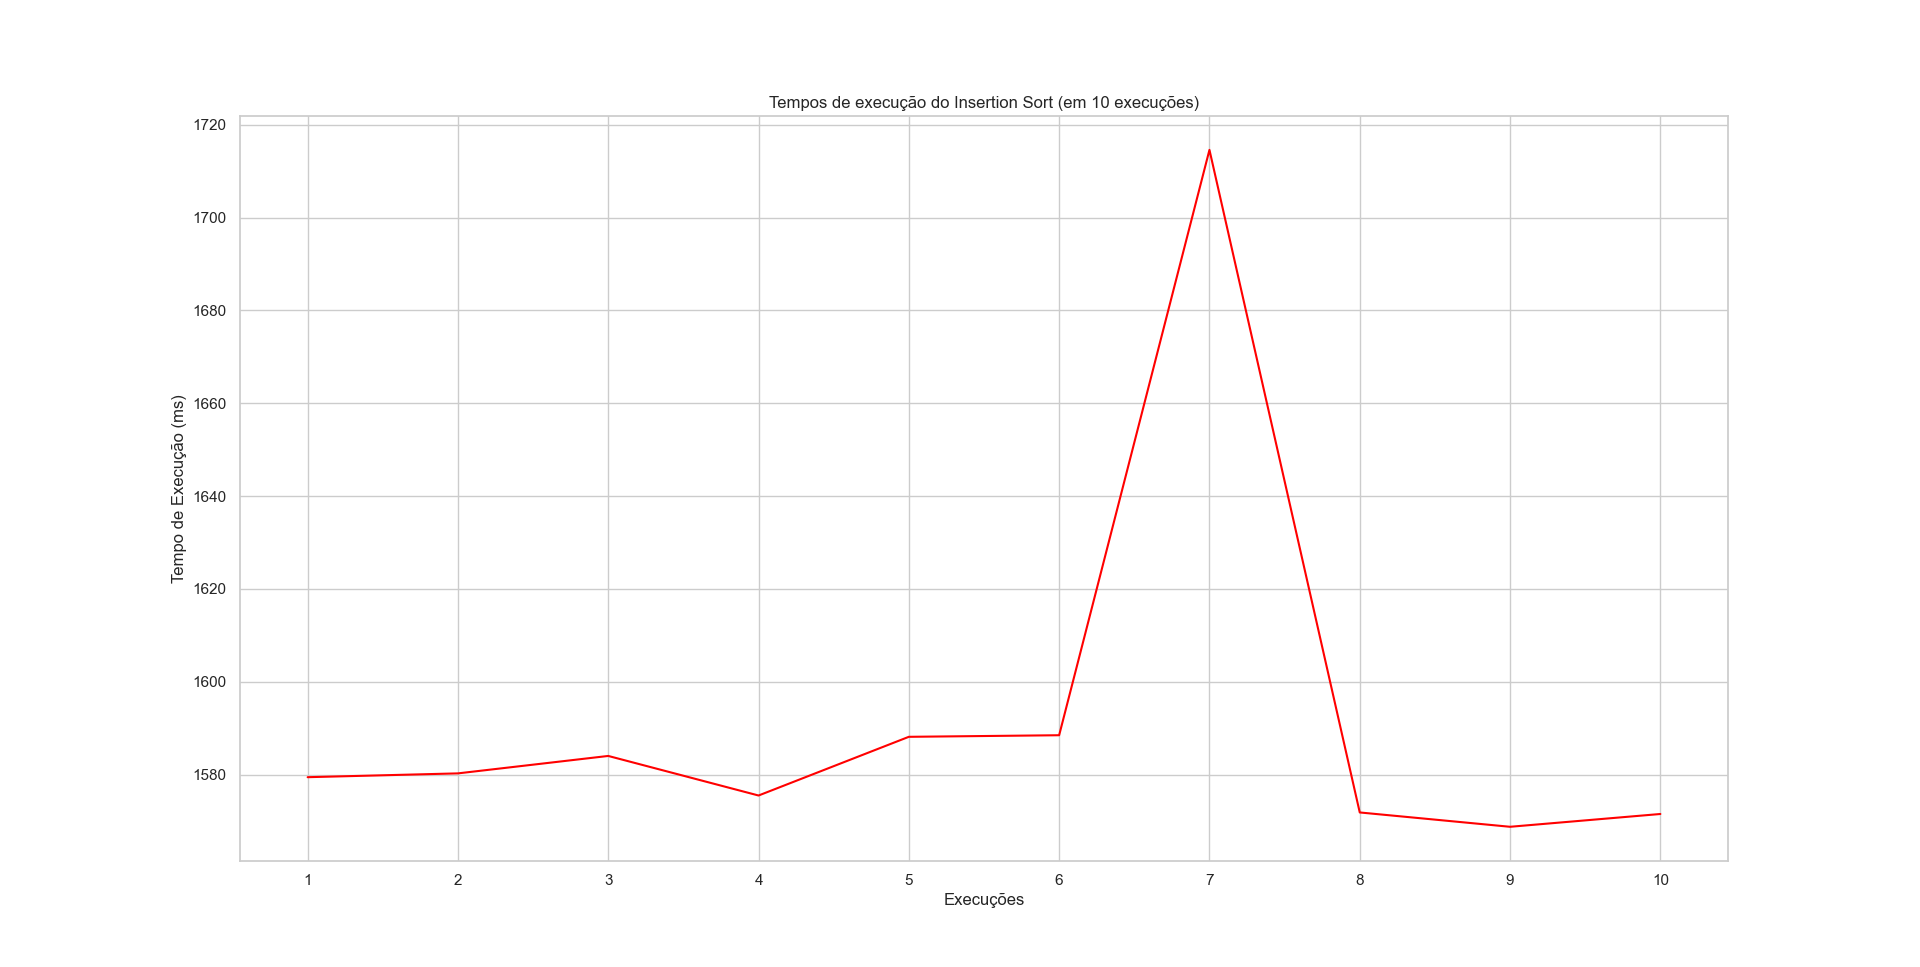 Tempos de execução do Insertion Sort (em 10 execuções)
1720
1700
1680
1660
1640
1620
1600
1580
Tempo de Execução (ms)
1 2 3 4 5 6 7 8 9 10
Execuções